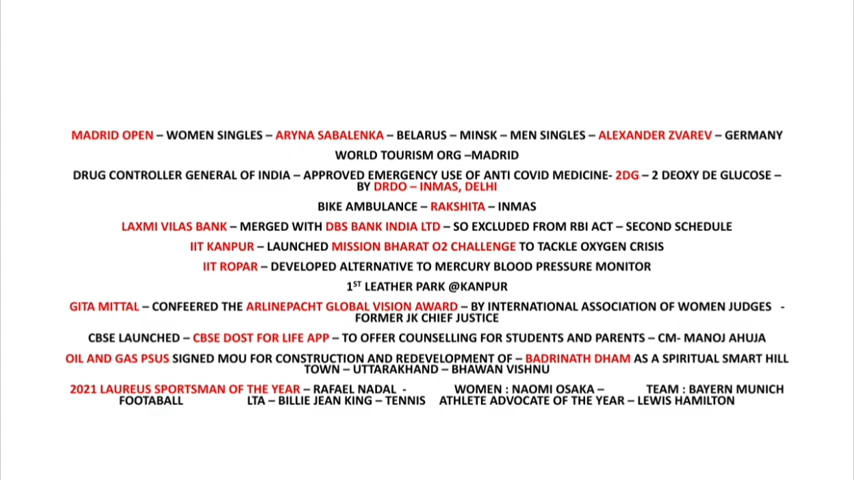 MADRID OPEN – WOMEN SINGLES – ARYNA SABALENKA – BELARUS – MINSK – MEN SINGLES – ALEXANDER ZVAREV – GERMANY
WORLD TOURISM ORG –MADRID
DRUG CONTROLLER GENERAL OF INDIA – APPROVED EMERGENCY USE OF ANTI COVID MEDICINE- 2DG – 2 DEOXY DE GLUCOSE –
BY DRDO – INMAS, DELHI
BIKE AMBULANCE – RAKSHITA – INMAS
LAXMI VILAS BANK – MERGED WITH DBS BANK INDIA LTD – SO EXCLUDED FROM RBI ACT – SECOND SCHEDULE
IIT KANPUR – LAUNCHED MISSION BHARAT O2 CHALLENGE TO TACKLE OXYGEN CRISIS
IIT ROPAR – DEVELOPED ALTERNATIVE TO MERCURY BLOOD PRESSURE MONITOR
1ST LEATHER PARK @KANPUR
GITA MITTAL – CONFEERED THE ARLINEPACHT GLOBAL VISION AWARD – BY INTERNATIONAL ASSOCIATION OF WOMEN JUDGES -
FORMER JK CHIEF JUSTICE
CBSE LAUNCHED – CBSE DOST FOR LIFE APP – TO OFFER COUNSELLING FOR STUDENTS AND PARENTS – CM- MANOJ AHUJA
OIL AND GAS PSUS SIGNED MOU FOR CONSTRUCTION AND REDEVELOPMENT OF – BADRINATH DHAM AS A SPIRITUAL SMART HILL
TOWN – UTTARAKHAND – BHAWAN VISHNU
2021 LAUREUS SPORTSMAN OF THE YEAR – RAFAEL NADAL - WOMEN : NAOMI OSAKA – TEAM : BAYERN MUNICH
FOOTABALL LTA – BILLIE JEAN KING – TENNIS ATHLETE ADVOCATE OF THE YEAR – LEWIS HAMILTON